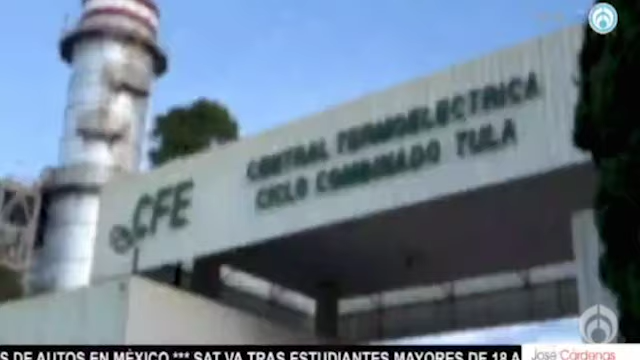 CFE
CENTRAL TERMOELECTRICA
CICLO COMBINADO TULA
S DE AUTOS EN MÉXICO *** SAT VA TRAS ESTUDIANTES MAYORES DE 18 A
José Cárdenas